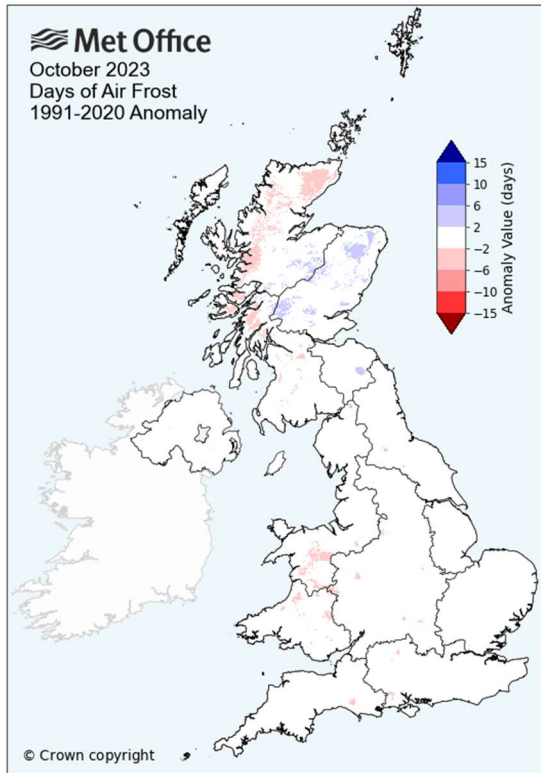 Met Office
October 2023
Days of Air Frost
1991-2020 Anomaly
15
10
6
2
−2
−6
−10
−15
Anomaly Value (days)
© Crown copyright